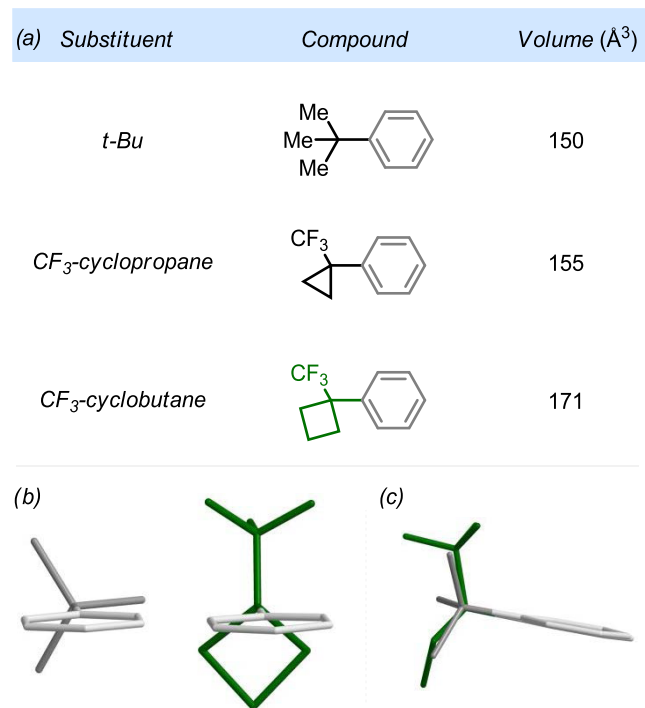 (a) Substituent Compound Volume (Å³)
Me
t-Bu Me 150
Me
CF₃
CF₃-cyclopropane 155
CF₃
CF₃-cyclobutane 171
(b) (c)